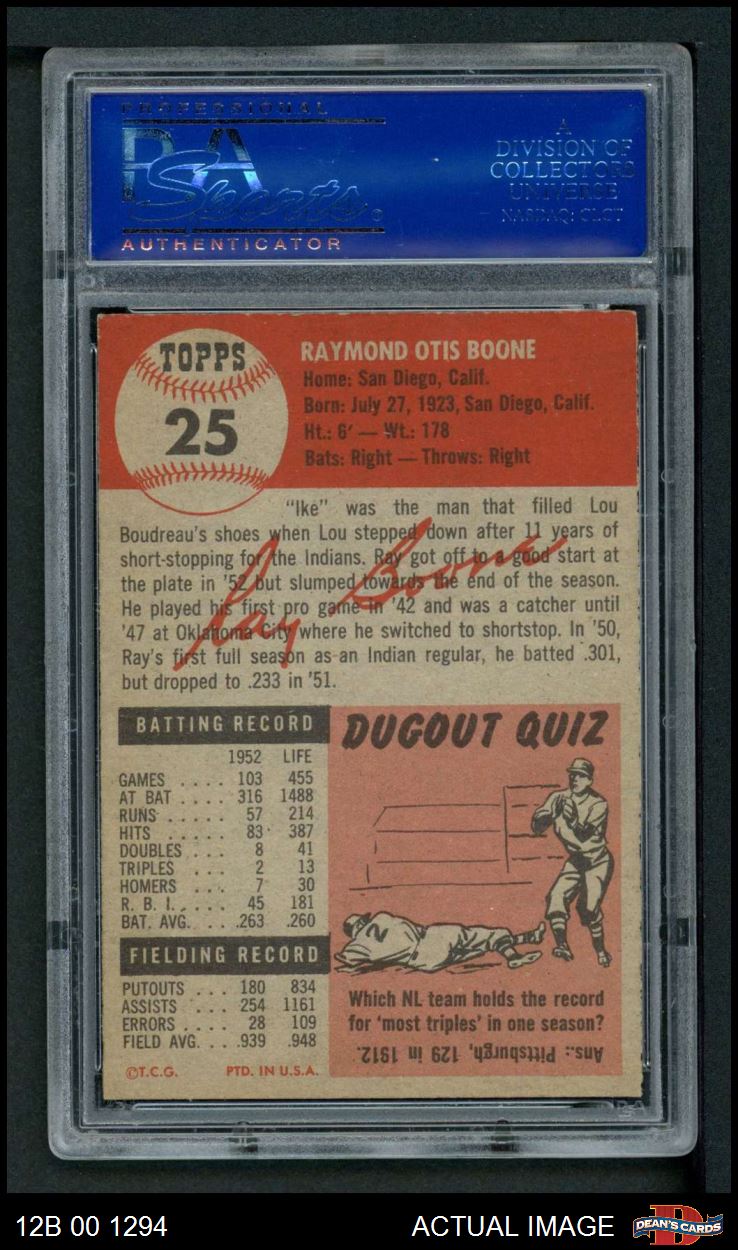 PROFESSIONAL
PSA
Sports
AUTHENTICATOR
A
DIVISION OF
COLLECTORS
UNIVERSE
NASDAQ: CLCT
TOPPS
25
RAYMOND OTIS BOONE
Home: San Diego, Calif.
Born: July 27, 1923, San Diego, Calif.
Ht.: 6' — Wt.: 178
Bats: Right — Throws: Right
"Ike" was the man that filled Lou
Boudreau's shoes when Lou stepped down after 11 years of
short-stopping for the Indians. Ray got off to a good start at
the plate in '52 but slumped towards the end of the season.
He played his first pro game in '42 and was a catcher until
'47 at Oklahoma City where he switched to shortstop. In '50,
Ray's first full season as an Indian regular, he batted .301,
but dropped to .233 in '51.
Ray Boone
BATTING RECORD
1952 LIFE
GAMES .... 103 455
AT BAT .... 316 1488
RUNS ..... 57 214
HITS ..... 83 387
DOUBLES ... 8 41
TRIPLES ... 2 13
HOMERS ... 7 30
R. B. I. .... 45 181
BAT. AVG. ... .263 .260
FIELDING RECORD
PUTOUTS ... 180 834
ASSISTS ... 254 1161
ERRORS .... 28 109
FIELD AVG. ... .939 .948
©T.C.G. PTD. IN U.S.A.
DUGOUT QUIZ
2
Which NL team holds the record
for 'most triples' in one season?
Ans.: Pittsburgh, 129 in 1912.
12B 00 1294
ACTUAL IMAGE
D
DEAN'S CARDS